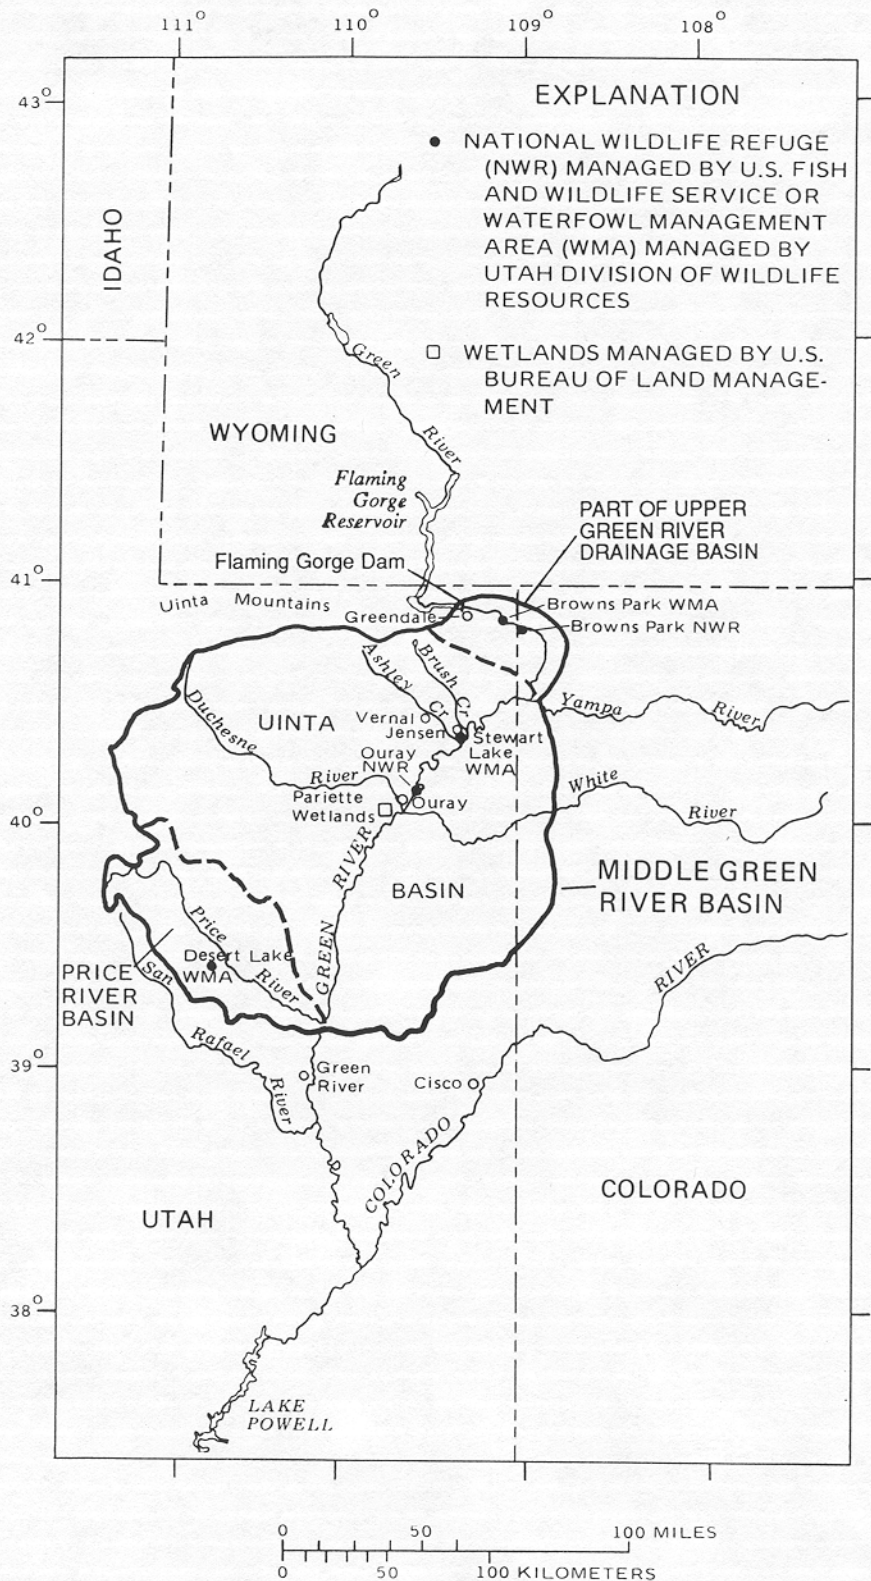 111°
110°
109°
108°
43°
EXPLANATION
NATIONAL WILDLIFE REFUGE
(NWR) MANAGED BY U.S. FISH
AND WILDLIFE SERVICE OR
WATERFOWL MANAGEMENT
AREA (WMA) MANAGED BY
UTAH DIVISION OF WILDLIFE
RESOURCES
IDAHO
42°
WETLANDS MANAGED BY U.S.
BUREAU OF LAND MANAGE-
MENT
Green
River
WYOMING
Flaming
Gorge
Reservoir
PART OF UPPER
GREEN RIVER
DRAINAGE BASIN
Flaming Gorge Dam
41°
Uinta Mountains
Greendale
Browns Park WMA
Browns Park NWR
Ashley Cr
Brush Cr
Duchesne
River
UINTA
Vernal
Jensen
Stewart
Lake
WMA
Yampa River
Ouray
NWR
Ouray
White
River
Pariette
Wetlands
40°
GREEN RIVER
BASIN
MIDDLE GREEN
RIVER BASIN
Price
River
Desert Lake
WMA
PRICE
RIVER
BASIN
San
Rafael
River
39°
Green
River
Cisco
COLORADO
RIVER
UTAH
COLORADO
38°
LAKE
POWELL
0 50 100 MILES
0 50 100 KILOMETERS